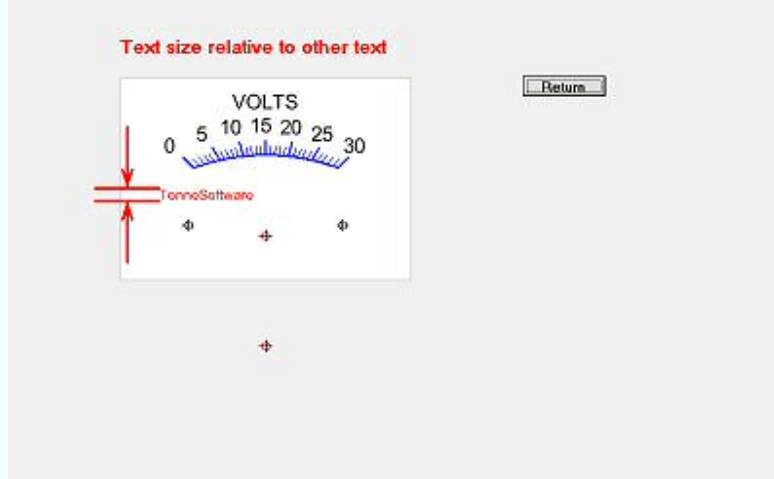 Text size relative to other text
Return
VOLTS
0 5 10 15 20 25 30
TonneSoftware